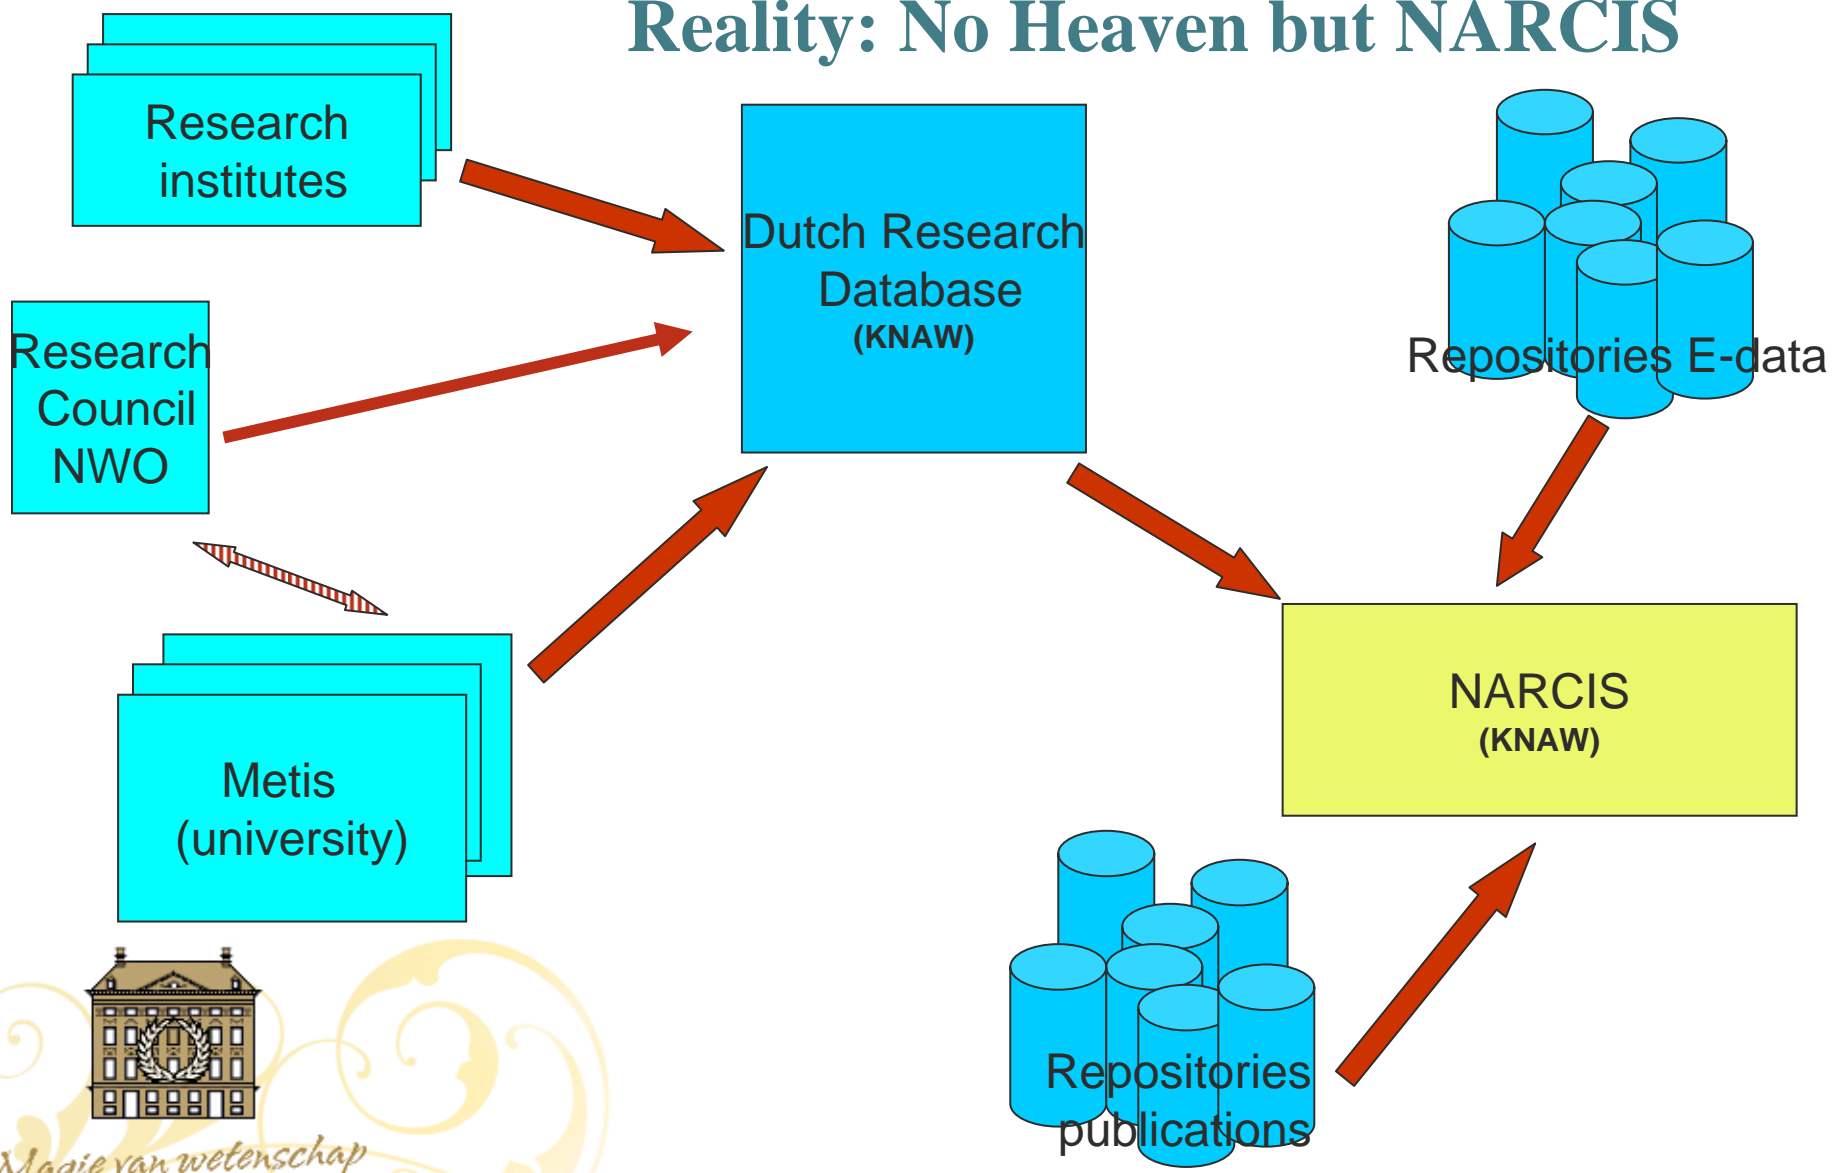 Reality: No Heaven but NARCIS
Research
institutes
Dutch Research
Database
(KNAW)
Repositories E-data
Research
Council
NWO
NARCIS
(KNAW)
Metis
(university)
Repositories
publications
Magie van wetenschap